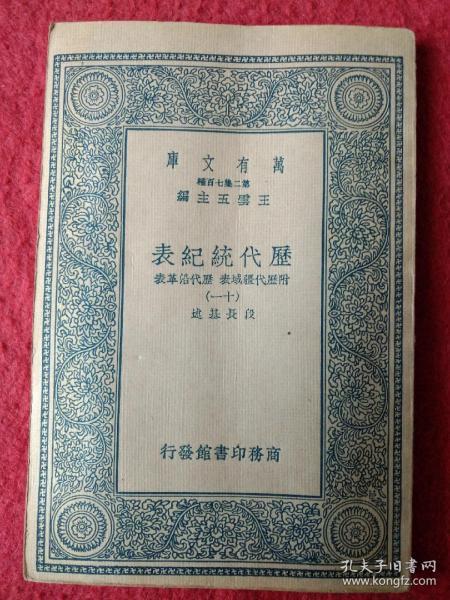 萬有文庫
第二集七百種
王雲五主編
歷代統紀表
附歷代疆域表 歷代沿革表
(十一)
段長基述
商務印書館發行
孔夫子旧书网
kongfz.com